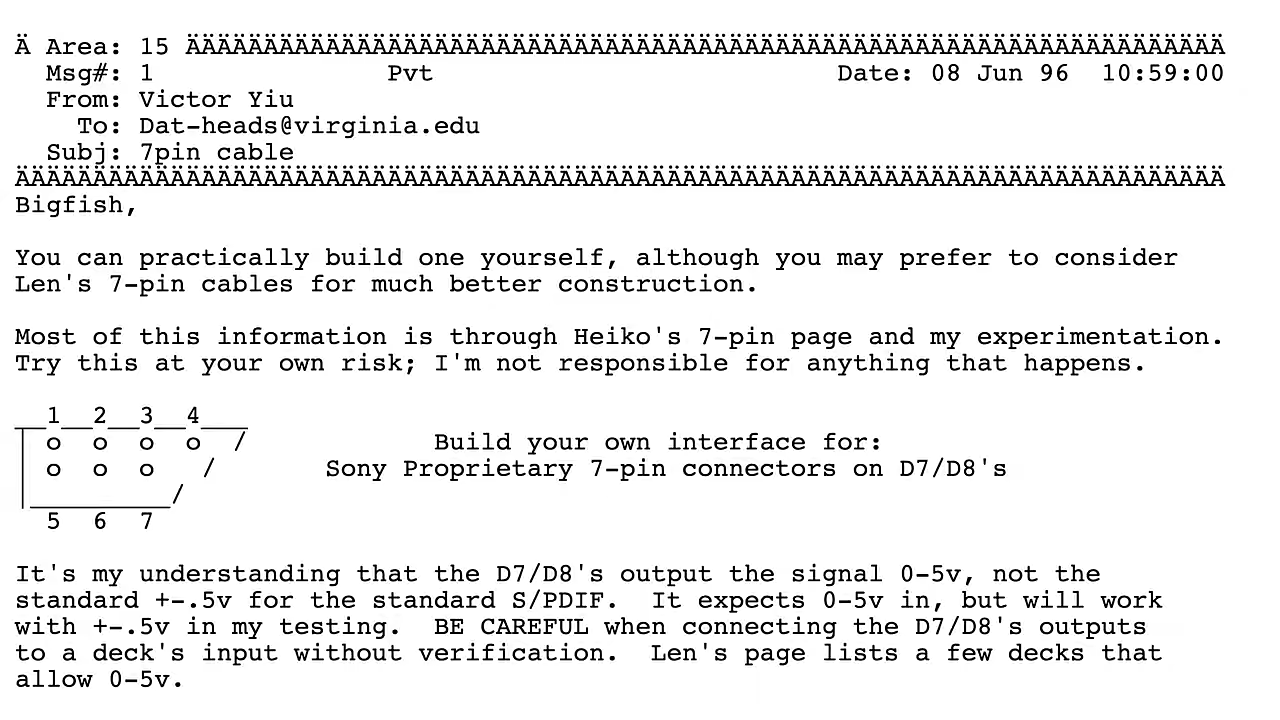 Ä Area: 15 ÄÄÄÄÄÄÄÄÄÄÄÄÄÄÄÄÄÄÄÄÄÄÄÄÄÄÄÄÄÄÄÄÄÄÄÄÄÄÄÄÄÄÄÄÄÄÄÄÄÄÄÄÄÄÄÄÄÄÄÄÄÄÄÄÄÄÄ
  Msg#: 1               Pvt                          Date: 08 Jun 96  10:59:00
  From: Victor Yiu
    To: Dat-heads@virginia.edu
  Subj: 7pin cable
ÄÄÄÄÄÄÄÄÄÄÄÄÄÄÄÄÄÄÄÄÄÄÄÄÄÄÄÄÄÄÄÄÄÄÄÄÄÄÄÄÄÄÄÄÄÄÄÄÄÄÄÄÄÄÄÄÄÄÄÄÄÄÄÄÄÄÄÄÄÄÄÄÄÄÄÄÄÄ
Bigfish,

You can practically build one yourself, although you may prefer to consider
Len's 7-pin cables for much better construction.

Most of this information is through Heiko's 7-pin page and my experimentation.
Try this at your own risk; I'm not responsible for anything that happens.

__1__2__3__4___
| o  o  o  o  /            Build your own interface for:
| o  o  o   /       Sony Proprietary 7-pin connectors on D7/D8's
|_________/
  5  6  7

It's my understanding that the D7/D8's output the signal 0-5v, not the
standard +-.5v for the standard S/PDIF.  It expects 0-5v in, but will work
with +-.5v in my testing.  BE CAREFUL when connecting the D7/D8's outputs
to a deck's input without verification.  Len's page lists a few decks that
allow 0-5v.